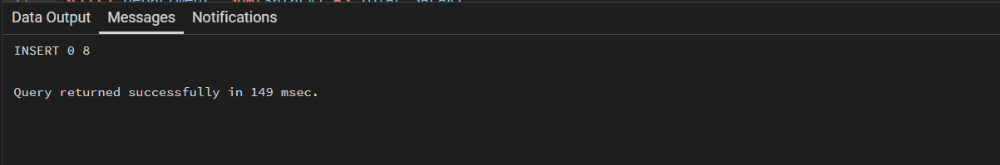 Data Output Messages Notifications
INSERT 0 8
Query returned successfully in 149 msec.